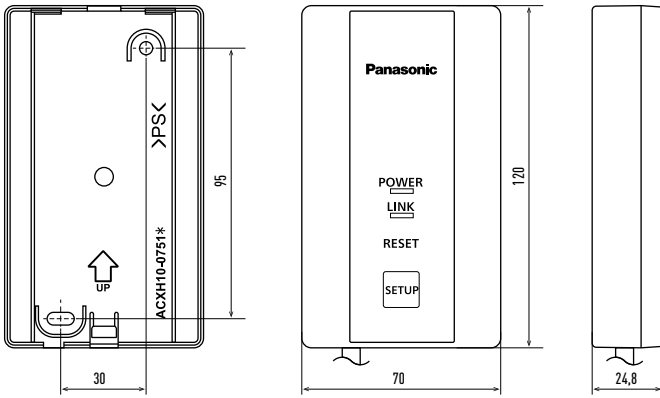 >PS<
95
UP
ACXH10-0751*
30
Panasonic
POWER
LINK
RESET
SETUP
120
70
24,8